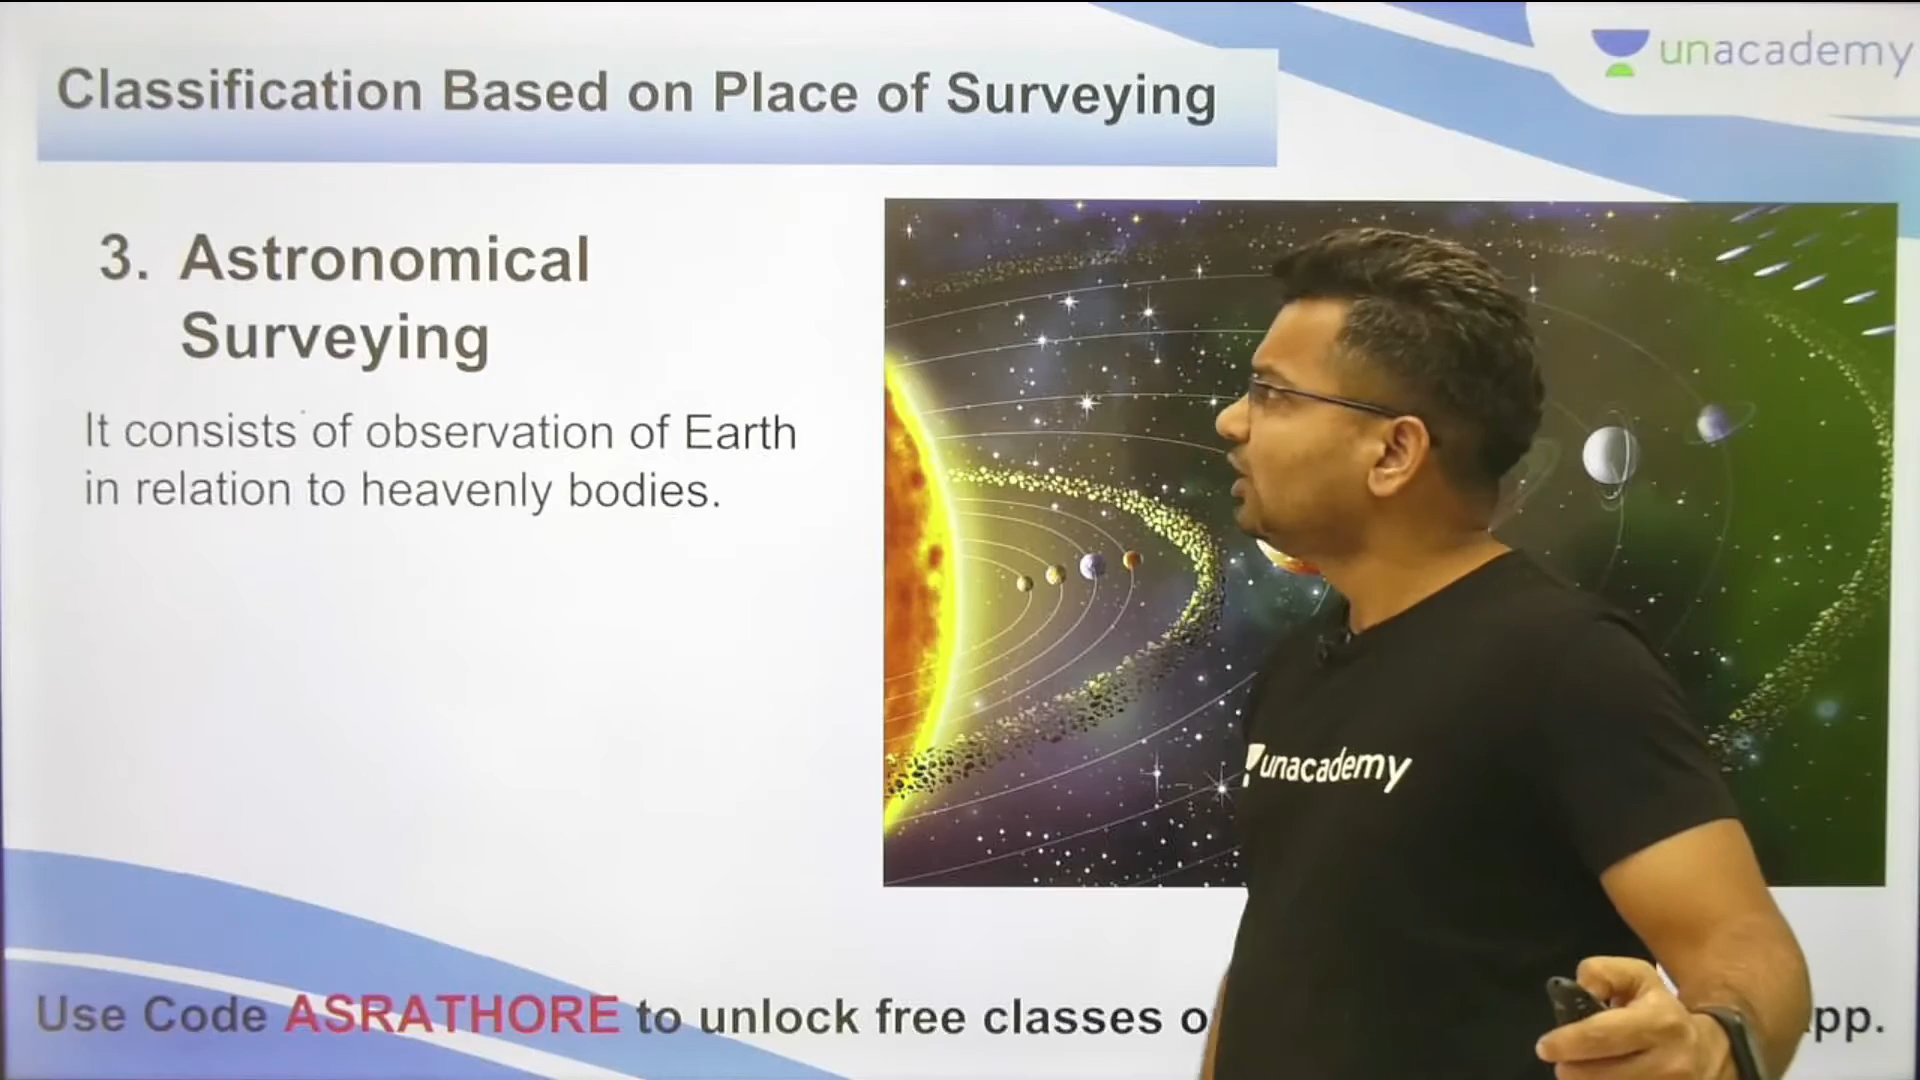 unacademy
Classification Based on Place of Surveying
3. Astronomical
Surveying
It consists of observation of Earth
in relation to heavenly bodies.
unacademy
Use Code ASRATHORE to unlock free classes